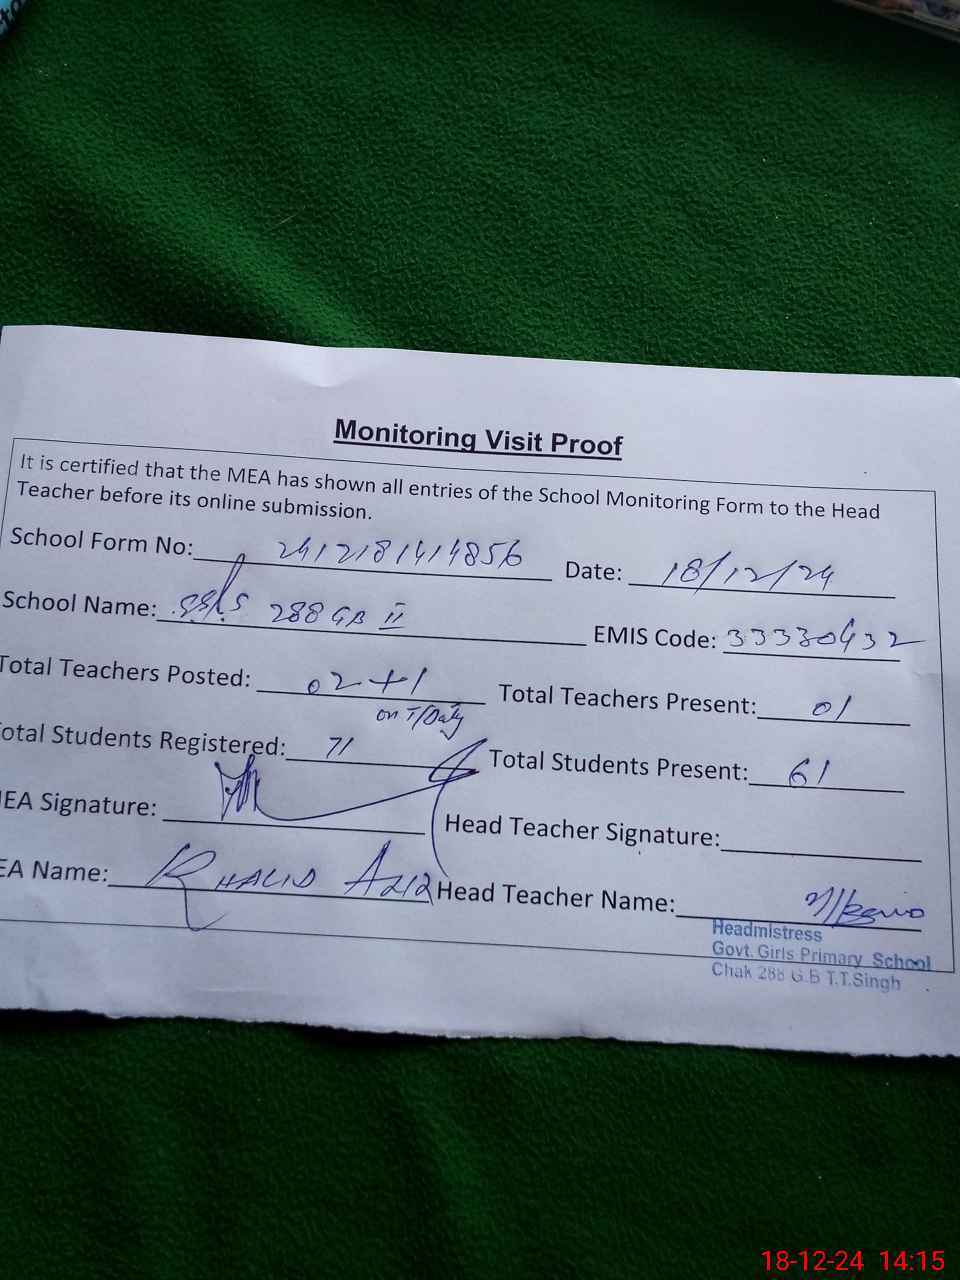 Monitoring Visit Proof
It is certified that the MEA has shown all entries of the School Monitoring Form to the Head
Teacher before its online submission.
School Form No: 2412181414856 Date: 18/12/24
School Name: ggps 288 GB II EMIS Code: 33330432
Total Teachers Posted: 02+1 Total Teachers Present: 01
on T/Duty
otal Students Registered: 71 Total Students Present: 61
EA Signature: Head Teacher Signature:
EA Name: KHALID AZIZ Head Teacher Name:
Headmistress
Govt. Girls Primary School
Chak 288 G.B T.T.Singh
18-12-24 14:15